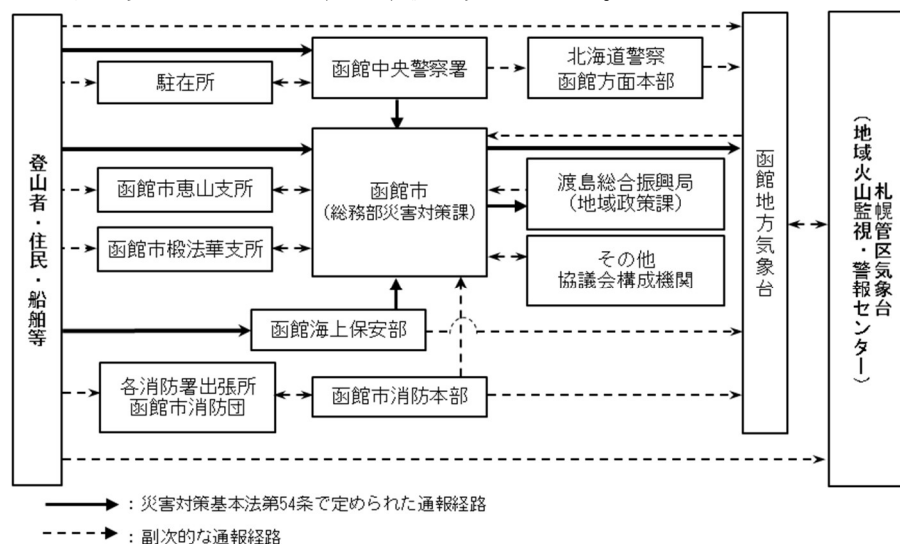 登山者・住民・船舶等
駐在所
函館中央警察署
北海道警察
函館方面本部
函館市恵山支所
函館市椴法華支所
函館市
(総務部災害対策課)
渡島総合振興局
(地域政策課)
その他
協議会構成機関
函館海上保安部
各消防署出張所
函館市消防団
函館市消防本部
函館地方気象台
札幌管区気象台
(地域火山監視・警報センター)
:災害対策基本法第54条で定められた通報経路
:副次的な通報経路